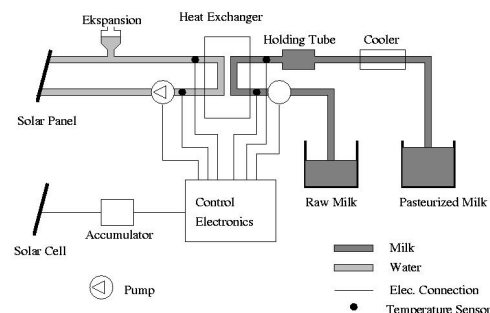 Ekspansion
Heat Exchanger
Holding Tube
Cooler
Solar Panel
Control
Electronics
Raw Milk
Pasteurized Milk
Accumulator
Solar Cell
Milk
Water
Pump
Elec. Connection
Temperature Sensor